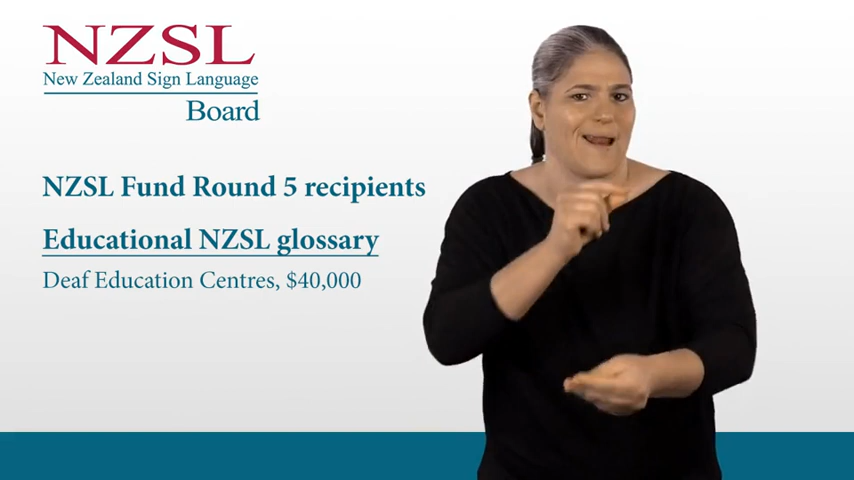 NZSL
New Zealand Sign Language
Board
NZSL Fund Round 5 recipients
Educational NZSL glossary
Deaf Education Centres, $40,000